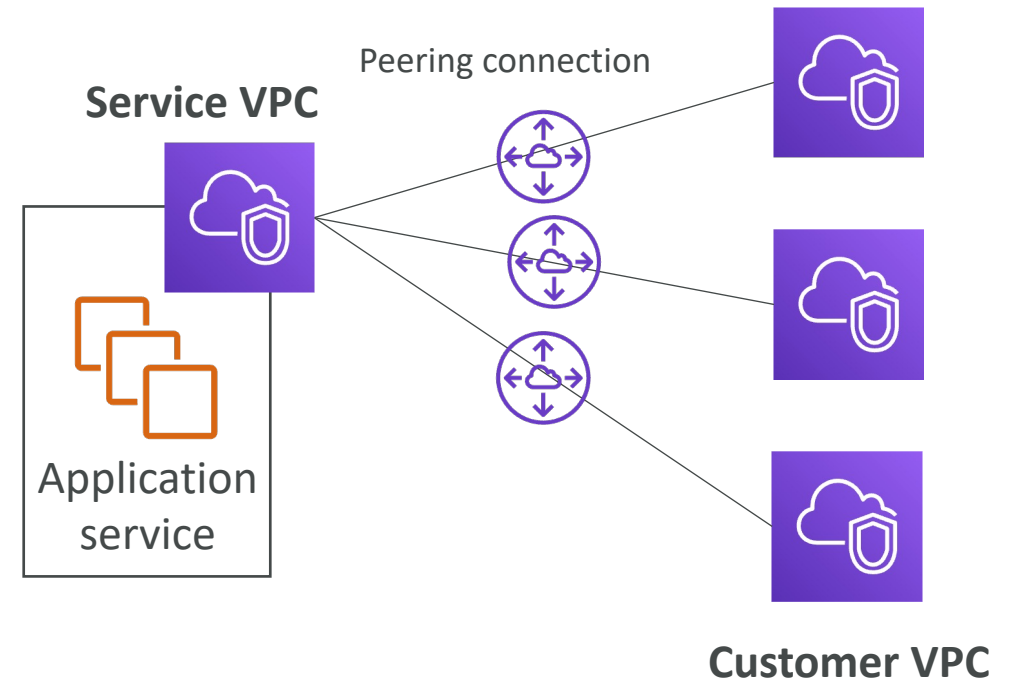 Peering connection
Service VPC
Application
service
Customer VPC